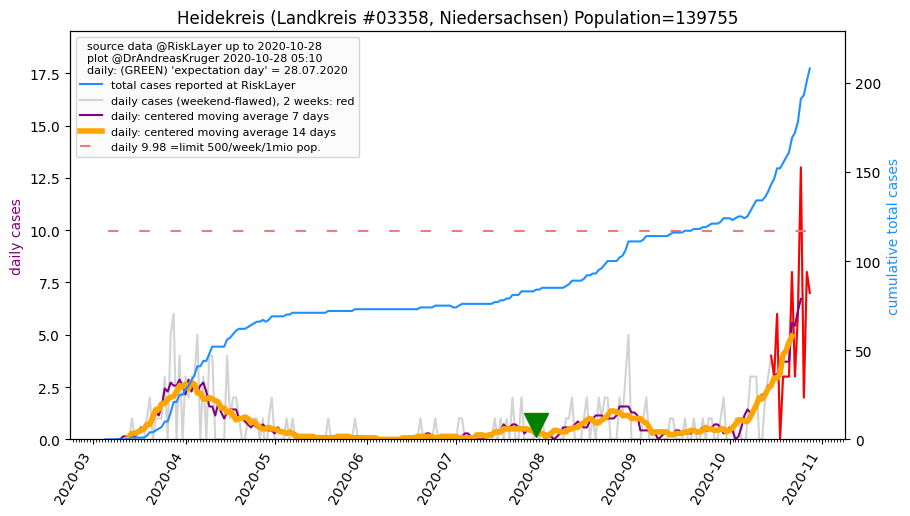 Heidekreis (Landkreis #03358, Niedersachsen) Population=139755
source data @RiskLayer up to 2020-10-28
plot @DrAndreasKruger 2020-10-28 05:10
daily: (GREEN) 'expectation day' = 28.07.2020
total cases reported at RiskLayer
daily cases (weekend-flawed), 2 weeks: red
daily: centered moving average 7 days
daily: centered moving average 14 days
daily 9.98 =limit 500/week/1mio pop.
daily cases
17.5
15.0
12.5
10.0
7.5
5.0
2.5
0.0
200
150
100
50
0
cumulative total cases
2020-03
2020-04
2020-05
2020-06
2020-07
2020-08
2020-09
2020-10
2020-11